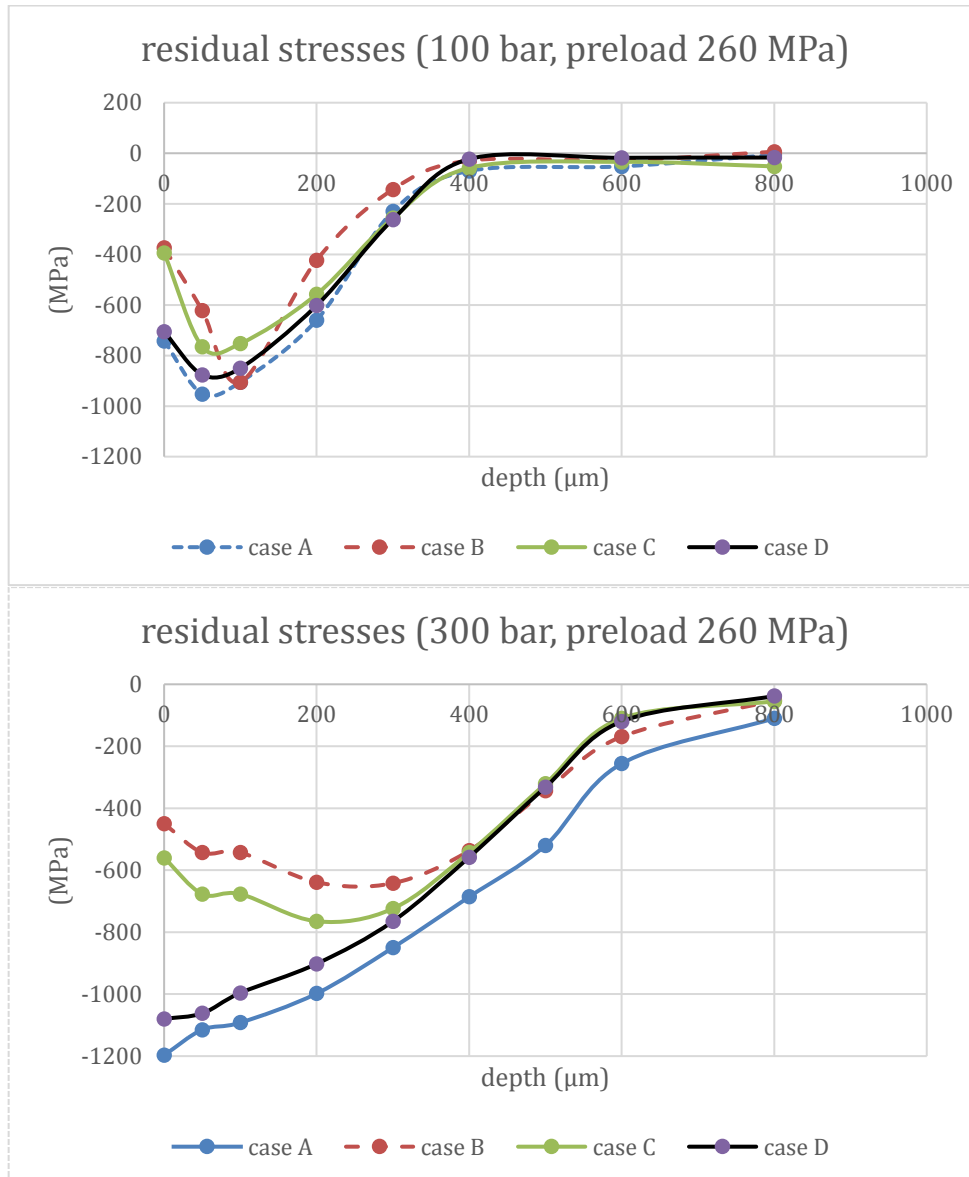 residual stresses (100 bar, preload 260 MPa)
200
0
-200
-400
-600
-800
-1000
-1200
(MPa)
0 200 400 600 800 1000
depth (μm)
case A case B case C case D
residual stresses (300 bar, preload 260 MPa)
0
-200
-400
-600
-800
-1000
-1200
(MPa)
0 200 400 600 800 1000
depth (μm)
case A case B case C case D